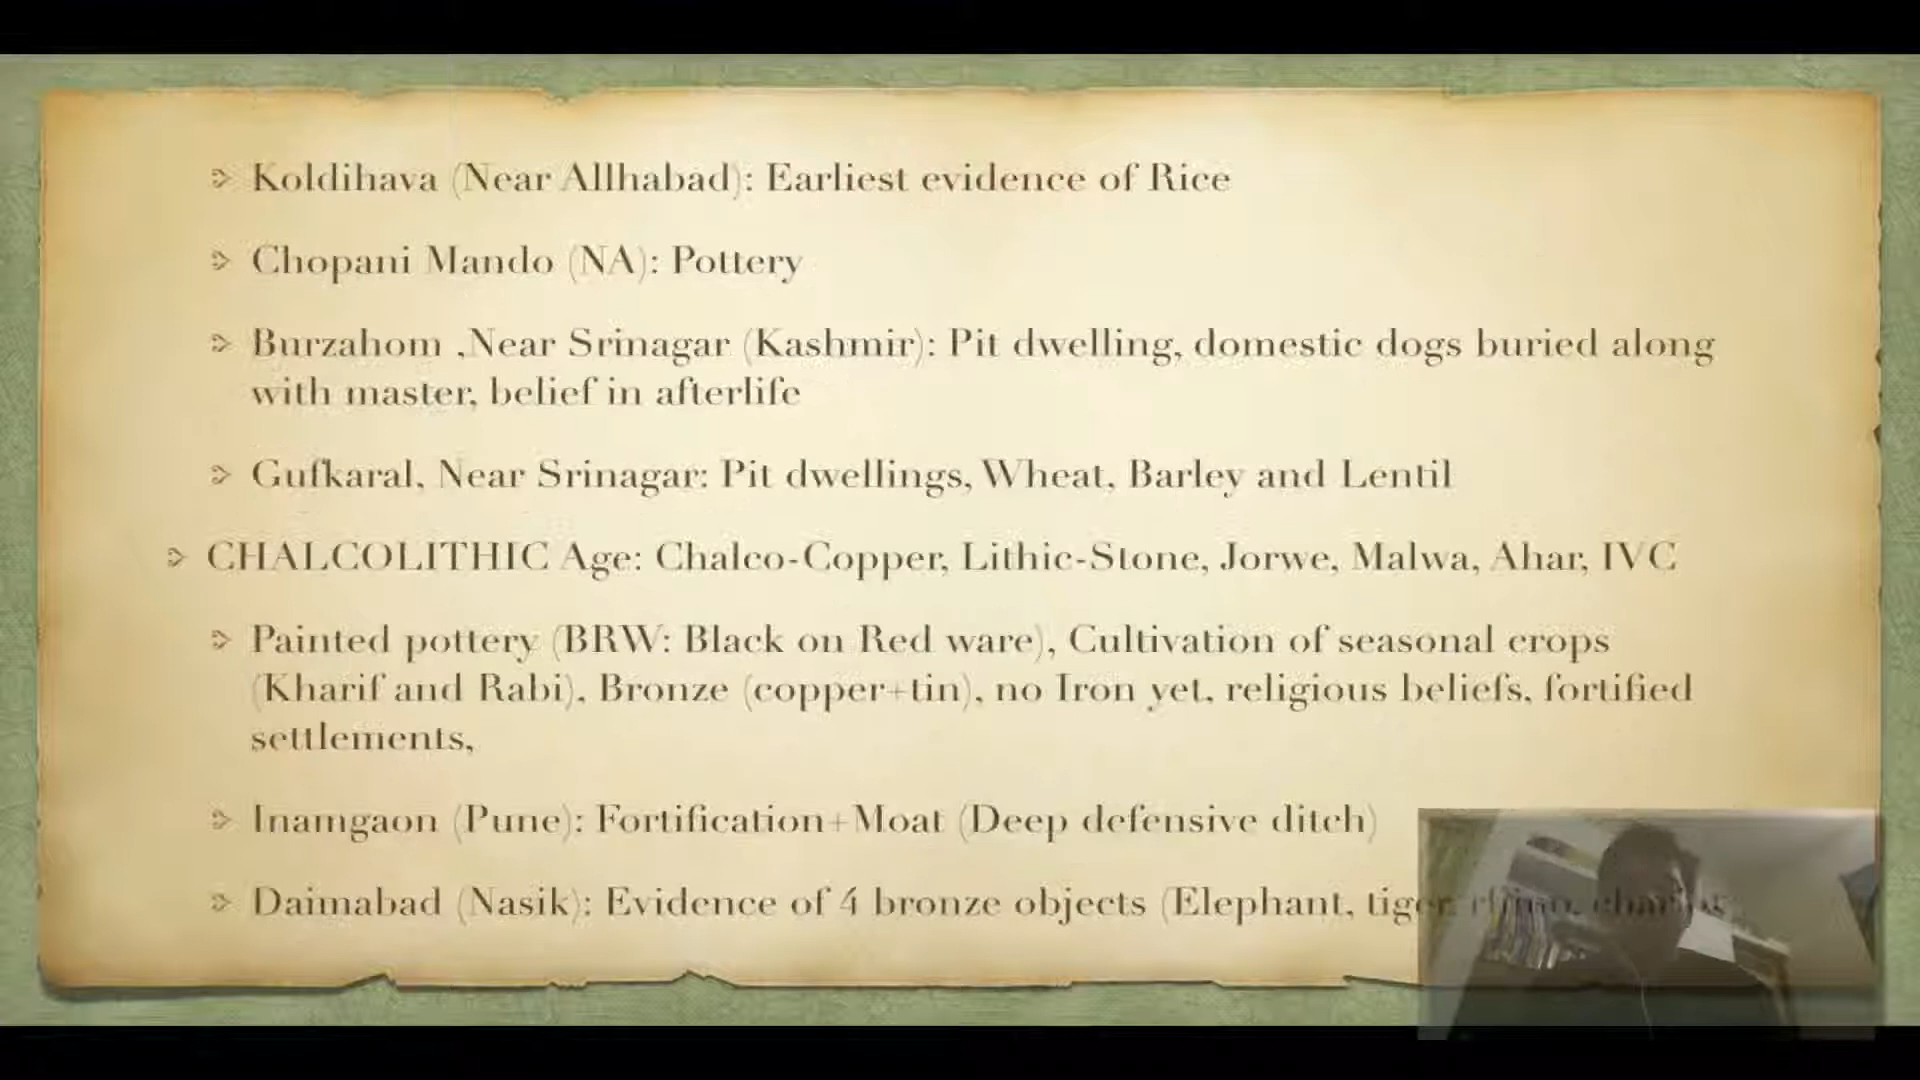 Koldihava (Near Allhabad): Earliest evidence of Rice
Chopani Mando (NA): Pottery
Burzahom ,Near Srinagar (Kashmir): Pit dwelling, domestic dogs buried along
with master, belief in afterlife
Gufkaral, Near Srinagar: Pit dwellings, Wheat, Barley and Lentil
CHALCOLITHIC Age: Chalco-Copper, Lithic-Stone, Jorwe, Malwa, Ahar, IVC
Painted pottery (BRW: Black on Red ware), Cultivation of seasonal crops
(Kharif and Rabi), Bronze (copper+tin), no Iron yet, religious beliefs, fortified
settlements,
Inamgaon (Pune): Fortification+Moat (Deep defensive ditch)
Daimabad (Nasik): Evidence of 4 bronze objects (Elephant, tiger, rhino,